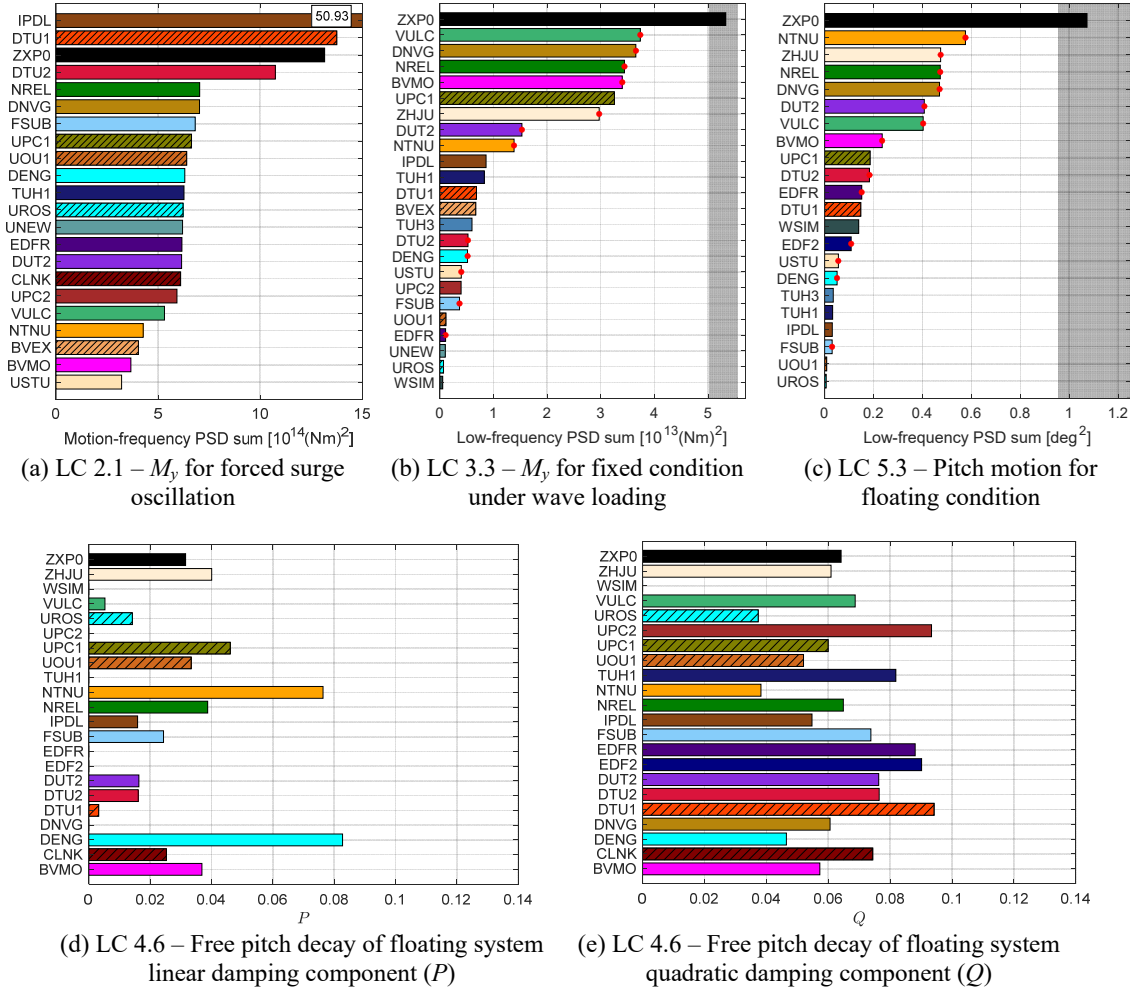 IPDL
50.93
DTU1
ZXP0
DTU2
NREL
DNVG
FSUB
UPC1
UOU1
DENG
TUH1
UROS
UNEW
EDFR
DUT2
CLNK
UPC2
VULC
NTNU
BVEX
BVMO
USTU
0 5 10 15
Motion-frequency PSD sum [10^14(Nm)^2]
(a) LC 2.1 – M_y for forced surge
oscillation
ZXP0
VULC
DNVG
NREL
BVMO
UPC1
ZHJU
DUT2
NTNU
IPDL
TUH1
DTU1
BVEX
TUH3
DTU2
DENG
USTU
UPC2
FSUB
UOU1
EDFR
UNEW
UROS
WSIM
0 1 2 3 4 5
Low-frequency PSD sum [10^13(Nm)^2]
(b) LC 3.3 – M_y for fixed condition
under wave loading
ZXP0
NTNU
ZHJU
NREL
DNVG
DUT2
VULC
BVMO
UPC1
DTU2
EDFR
DTU1
WSIM
EDF2
USTU
DENG
TUH3
TUH1
IPDL
FSUB
UOU1
UROS
0 0.2 0.4 0.6 0.8 1 1.2
Low-frequency PSD sum [deg^2]
(c) LC 5.3 – Pitch motion for
floating condition
ZXP0
ZHJU
WSIM
VULC
UROS
UPC2
UPC1
UOU1
TUH1
NTNU
NREL
IPDL
FSUB
EDFR
EDF2
DUT2
DTU2
DTU1
DNVG
DENG
CLNK
BVMO
0 0.02 0.04 0.06 0.08 0.1 0.12 0.14
P
(d) LC 4.6 – Free pitch decay of floating system
linear damping component (P)
ZXP0
ZHJU
WSIM
VULC
UROS
UPC2
UPC1
UOU1
TUH1
NTNU
NREL
IPDL
FSUB
EDFR
EDF2
DUT2
DTU2
DTU1
DNVG
DENG
CLNK
BVMO
0 0.02 0.04 0.06 0.08 0.1 0.12 0.14
Q
(e) LC 4.6 – Free pitch decay of floating system
quadratic damping component (Q)